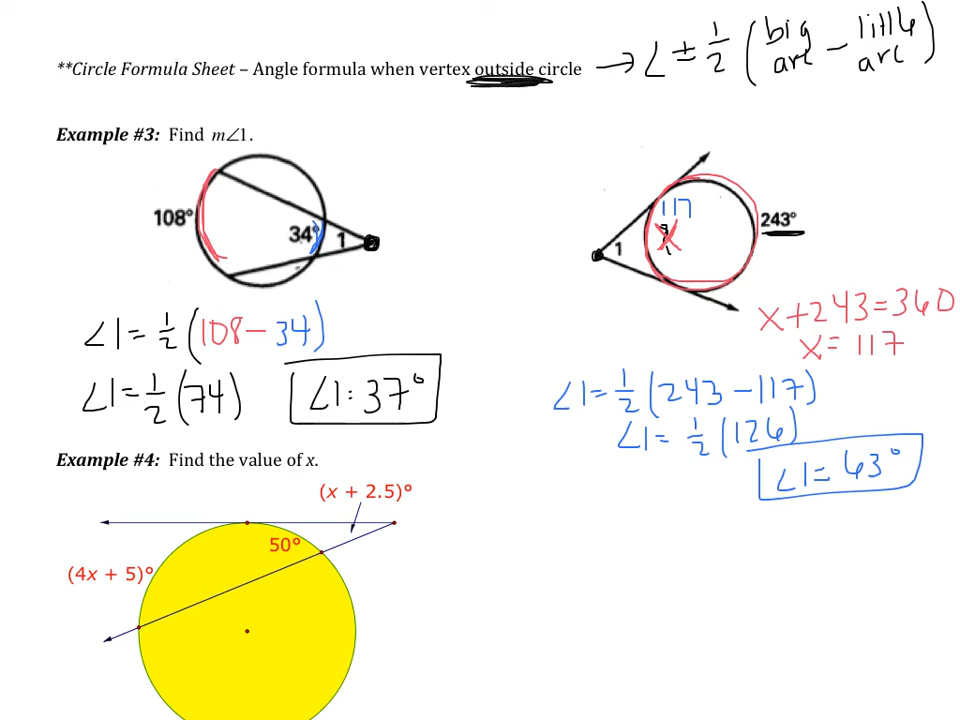 **Circle Formula Sheet – Angle formula when vertex outside circle → ∠ ± 1/2 (big arc − little arc)
Example #3: Find m∠1.
108°
34°
1
117
1
243°
x + 243 = 360
x = 117
∠1 = 1/2 (108 − 34)
∠1 = 1/2 (74)
∠1 : 37°
∠1 = 1/2 (243 − 117)
∠1 = 1/2 (126)
∠1 = 63°
Example #4: Find the value of x.
(x + 2.5)°
50°
(4x + 5)°